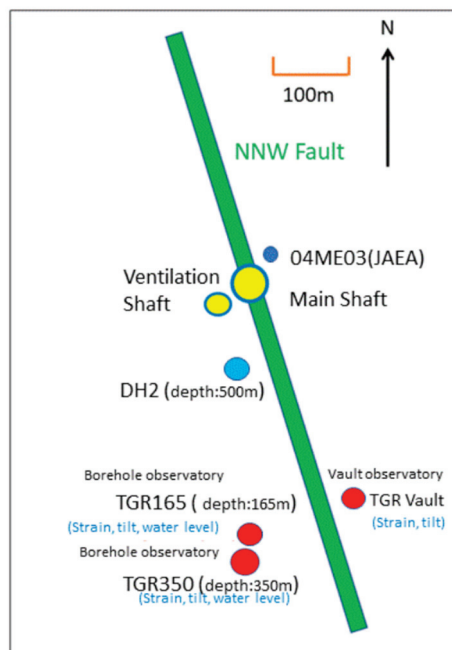 N
100m
NNW Fault
04ME03(JAEA)
Ventilation
Shaft
Main Shaft
DH2 (depth:500m)
Borehole observatory
Vault observatory
TGR165 ( depth:165m)
TGR Vault
(Strain, tilt, water level)
(Strain, tilt)
Borehole observatory
TGR350 (depth:350m)
(Strain, tilt, water level)